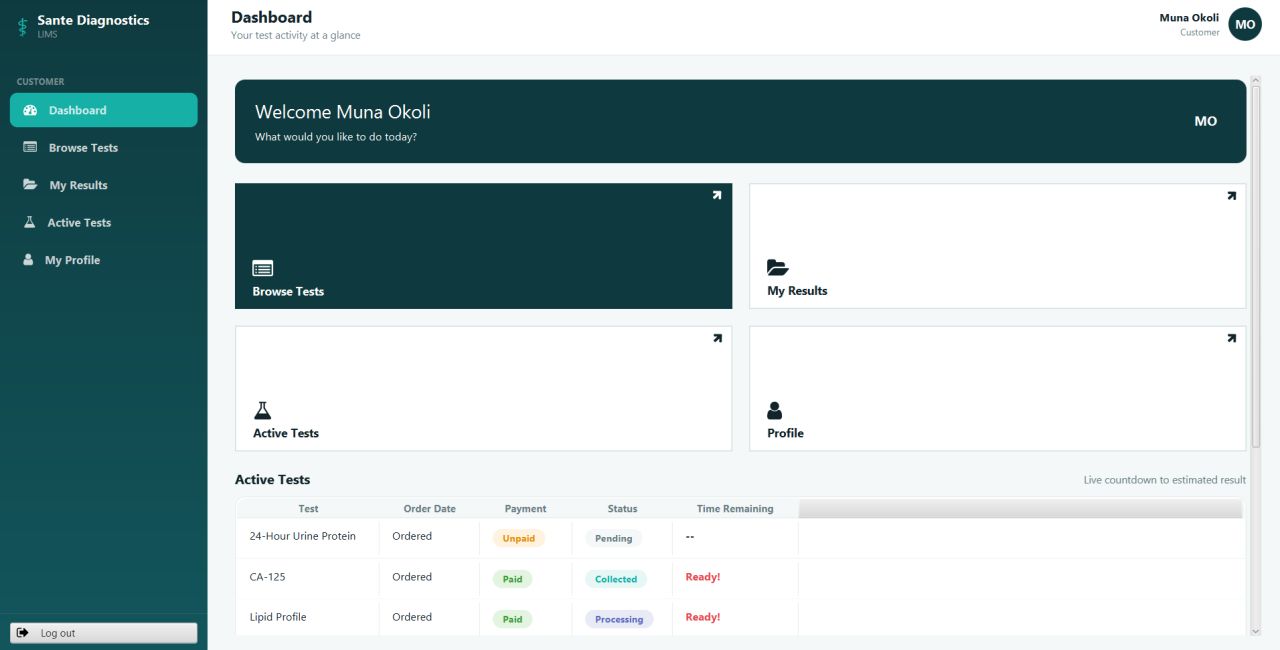 Sante Diagnostics
LIMS
CUSTOMER
Dashboard
Browse Tests
My Results
Active Tests
My Profile
Log out
Dashboard
Your test activity at a glance
Muna Okoli
Customer
MO
Welcome Muna Okoli
What would you like to do today?
MO
Browse Tests
My Results
Active Tests
Profile
Active Tests
Live countdown to estimated result
Test Order Date Payment Status Time Remaining
24-Hour Urine Protein Ordered Unpaid Pending --
CA-125 Ordered Paid Collected Ready!
Lipid Profile Ordered Paid Processing Ready!